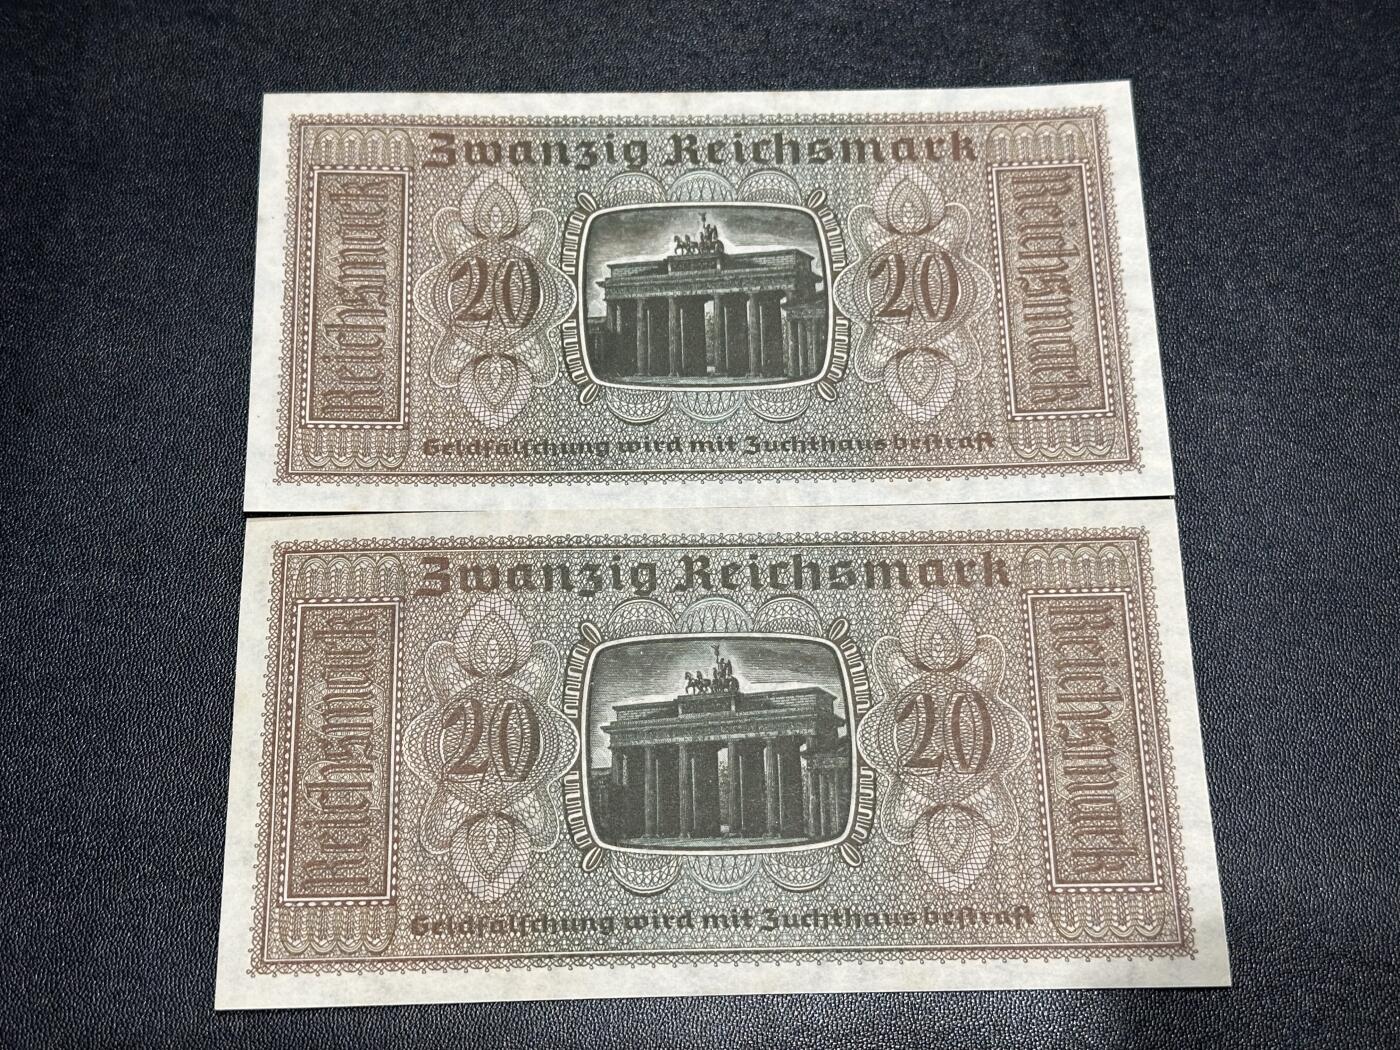 Zwanzig Reichsmark
Reichsmark
20
20
Reichsmark
Geldfälschung wird mit Zuchthaus bestraft
Zwanzig Reichsmark
Reichsmark
20
20
Reichsmark
Geldfälschung wird mit Zuchthaus bestraft